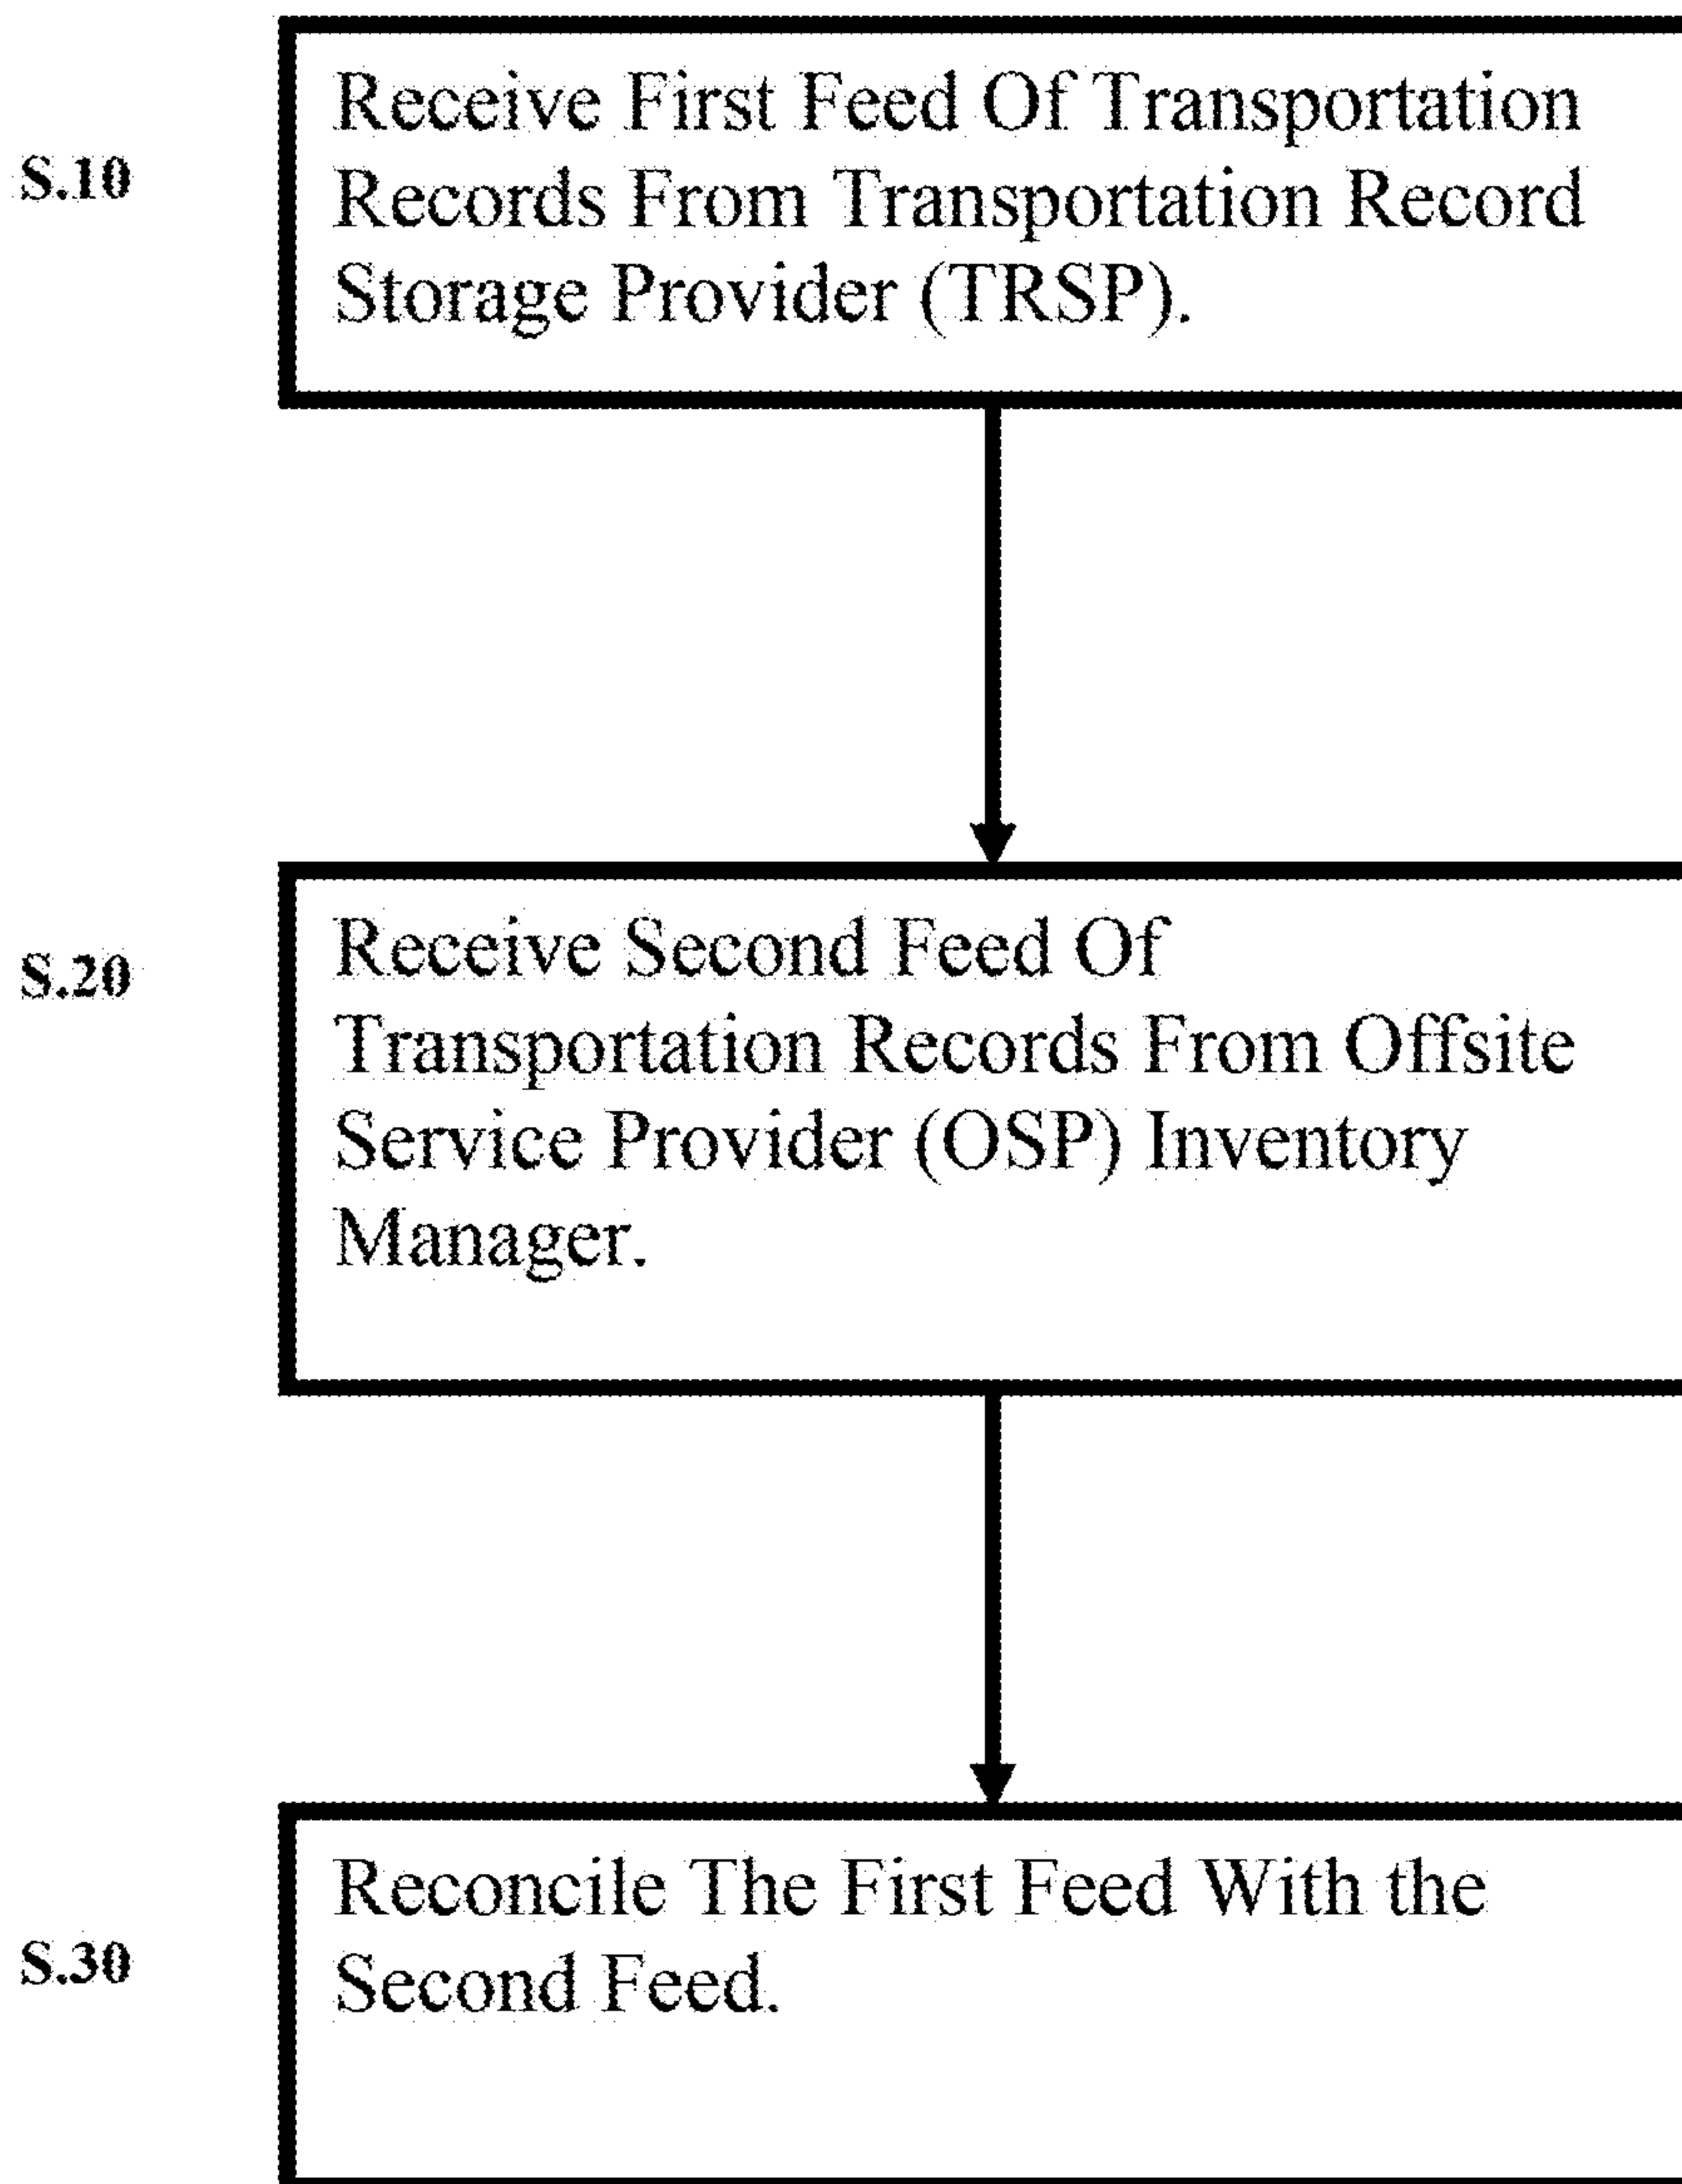 S.10
Receive First Feed Of Transportation
Records From Transportation Record
Storage Provider (TRSP).
S.20
Receive Second Feed Of
Transportation Records From Offsite
Service Provider (OSP) Inventory
Manager.
S.30
Reconcile The First Feed With the
Second Feed.